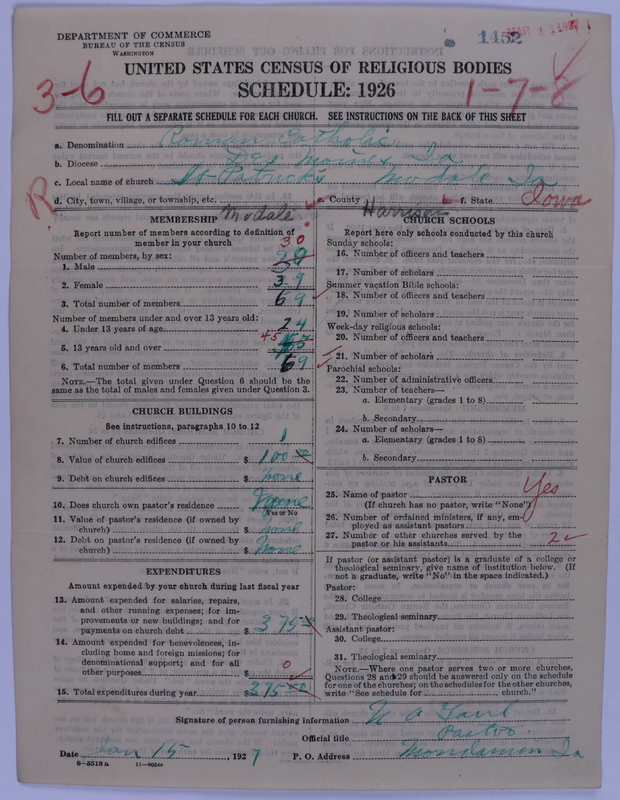 DEPARTMENT OF COMMERCE
BUREAU OF THE CENSUS
WASHINGTON
1452
UNITED STATES CENSUS OF RELIGIOUS BODIES
SCHEDULE: 1926
3-6
1-7-8
FILL OUT A SEPARATE SCHEDULE FOR EACH CHURCH. SEE INSTRUCTIONS ON THE BACK OF THIS SHEET
a. Denomination Roman Catholic
b. Diocese Des Moines, Ia
c. Local name of church St Patrick's Modale Ia
R
d. City, town, village, or township, etc. Modale e. County Harrison f. State Iowa
MEMBERSHIP
Report number of members according to definition of
member in your church
Number of members, by sex:
1. Male 30
2. Female 39
3. Total number of members 69
Number of members under and over 13 years old:
4. Under 13 years of age 24
5. 13 years old and over 45
6. Total number of members 69
NOTE.—The total given under Question 6 should be
same as the total of males and females given under Question 3.
CHURCH BUILDINGS
See instructions, paragraphs 10 to 12
7. Number of church edifices 1
8. Value of church edifices $ 100
9. Debt on church edifices $ none
10. Does church own pastor's residence None
(Yes or No
11. Value of pastor's residence (if owned by
church) $ none
12. Debt on pastor's residence (if owned by
church) $ none
EXPENDITURES
Amount expended by your church during last fiscal year
13. Amount expended for salaries, repairs,
and other running expenses; for im-
provements or new buildings; and for
payments on church debt $ 375
14. Amount expended for benevolences, in-
cluding home and foreign missions; for
denominational support; and for all
other purposes $ 0
15. Total expenditures during year $ 375 00
CHURCH SCHOOLS
Report here only schools conducted by this church
Sunday schools:
16. Number of officers and teachers
17. Number of scholars
Summer vacation Bible schools:
18. Number of officers and teachers
19. Number of scholars
Week-day religious schools:
20. Number of officers and teachers
21. Number of scholars
Parochial schools:
22. Number of administrative officers
23. Number of teachers—
a. Elementary (grades 1 to 8)
b. Secondary
24. Number of scholars—
a. Elementary (grades 1 to 8)
b. Secondary
PASTOR
25. Name of pastor Yes
(If church has no pastor, write "None")
26. Number of ordained ministers, if any, em-
ployed as assistant pastors
27. Number of other churches served by the
pastor or his assistants 2
If pastor (or assistant pastor) is a graduate of a college or
theological seminary, give name of institution below. (If
not a graduate, write "No" in the space indicated.)
Pastor:
28. College
29. Theological seminary
Assistant pastor:
30. College
31. Theological seminary
NOTE.—Where one pastor serves two or more churches,
Questions 28 and 29 should be answered only on the schedule
for one of the churches; on the schedules for the other churches,
write "See schedule for church."
Signature of person furnishing information
Official title Pastor
Date Jan 15, 1927 P. O. Address Mondamin Ia
8-5518 a